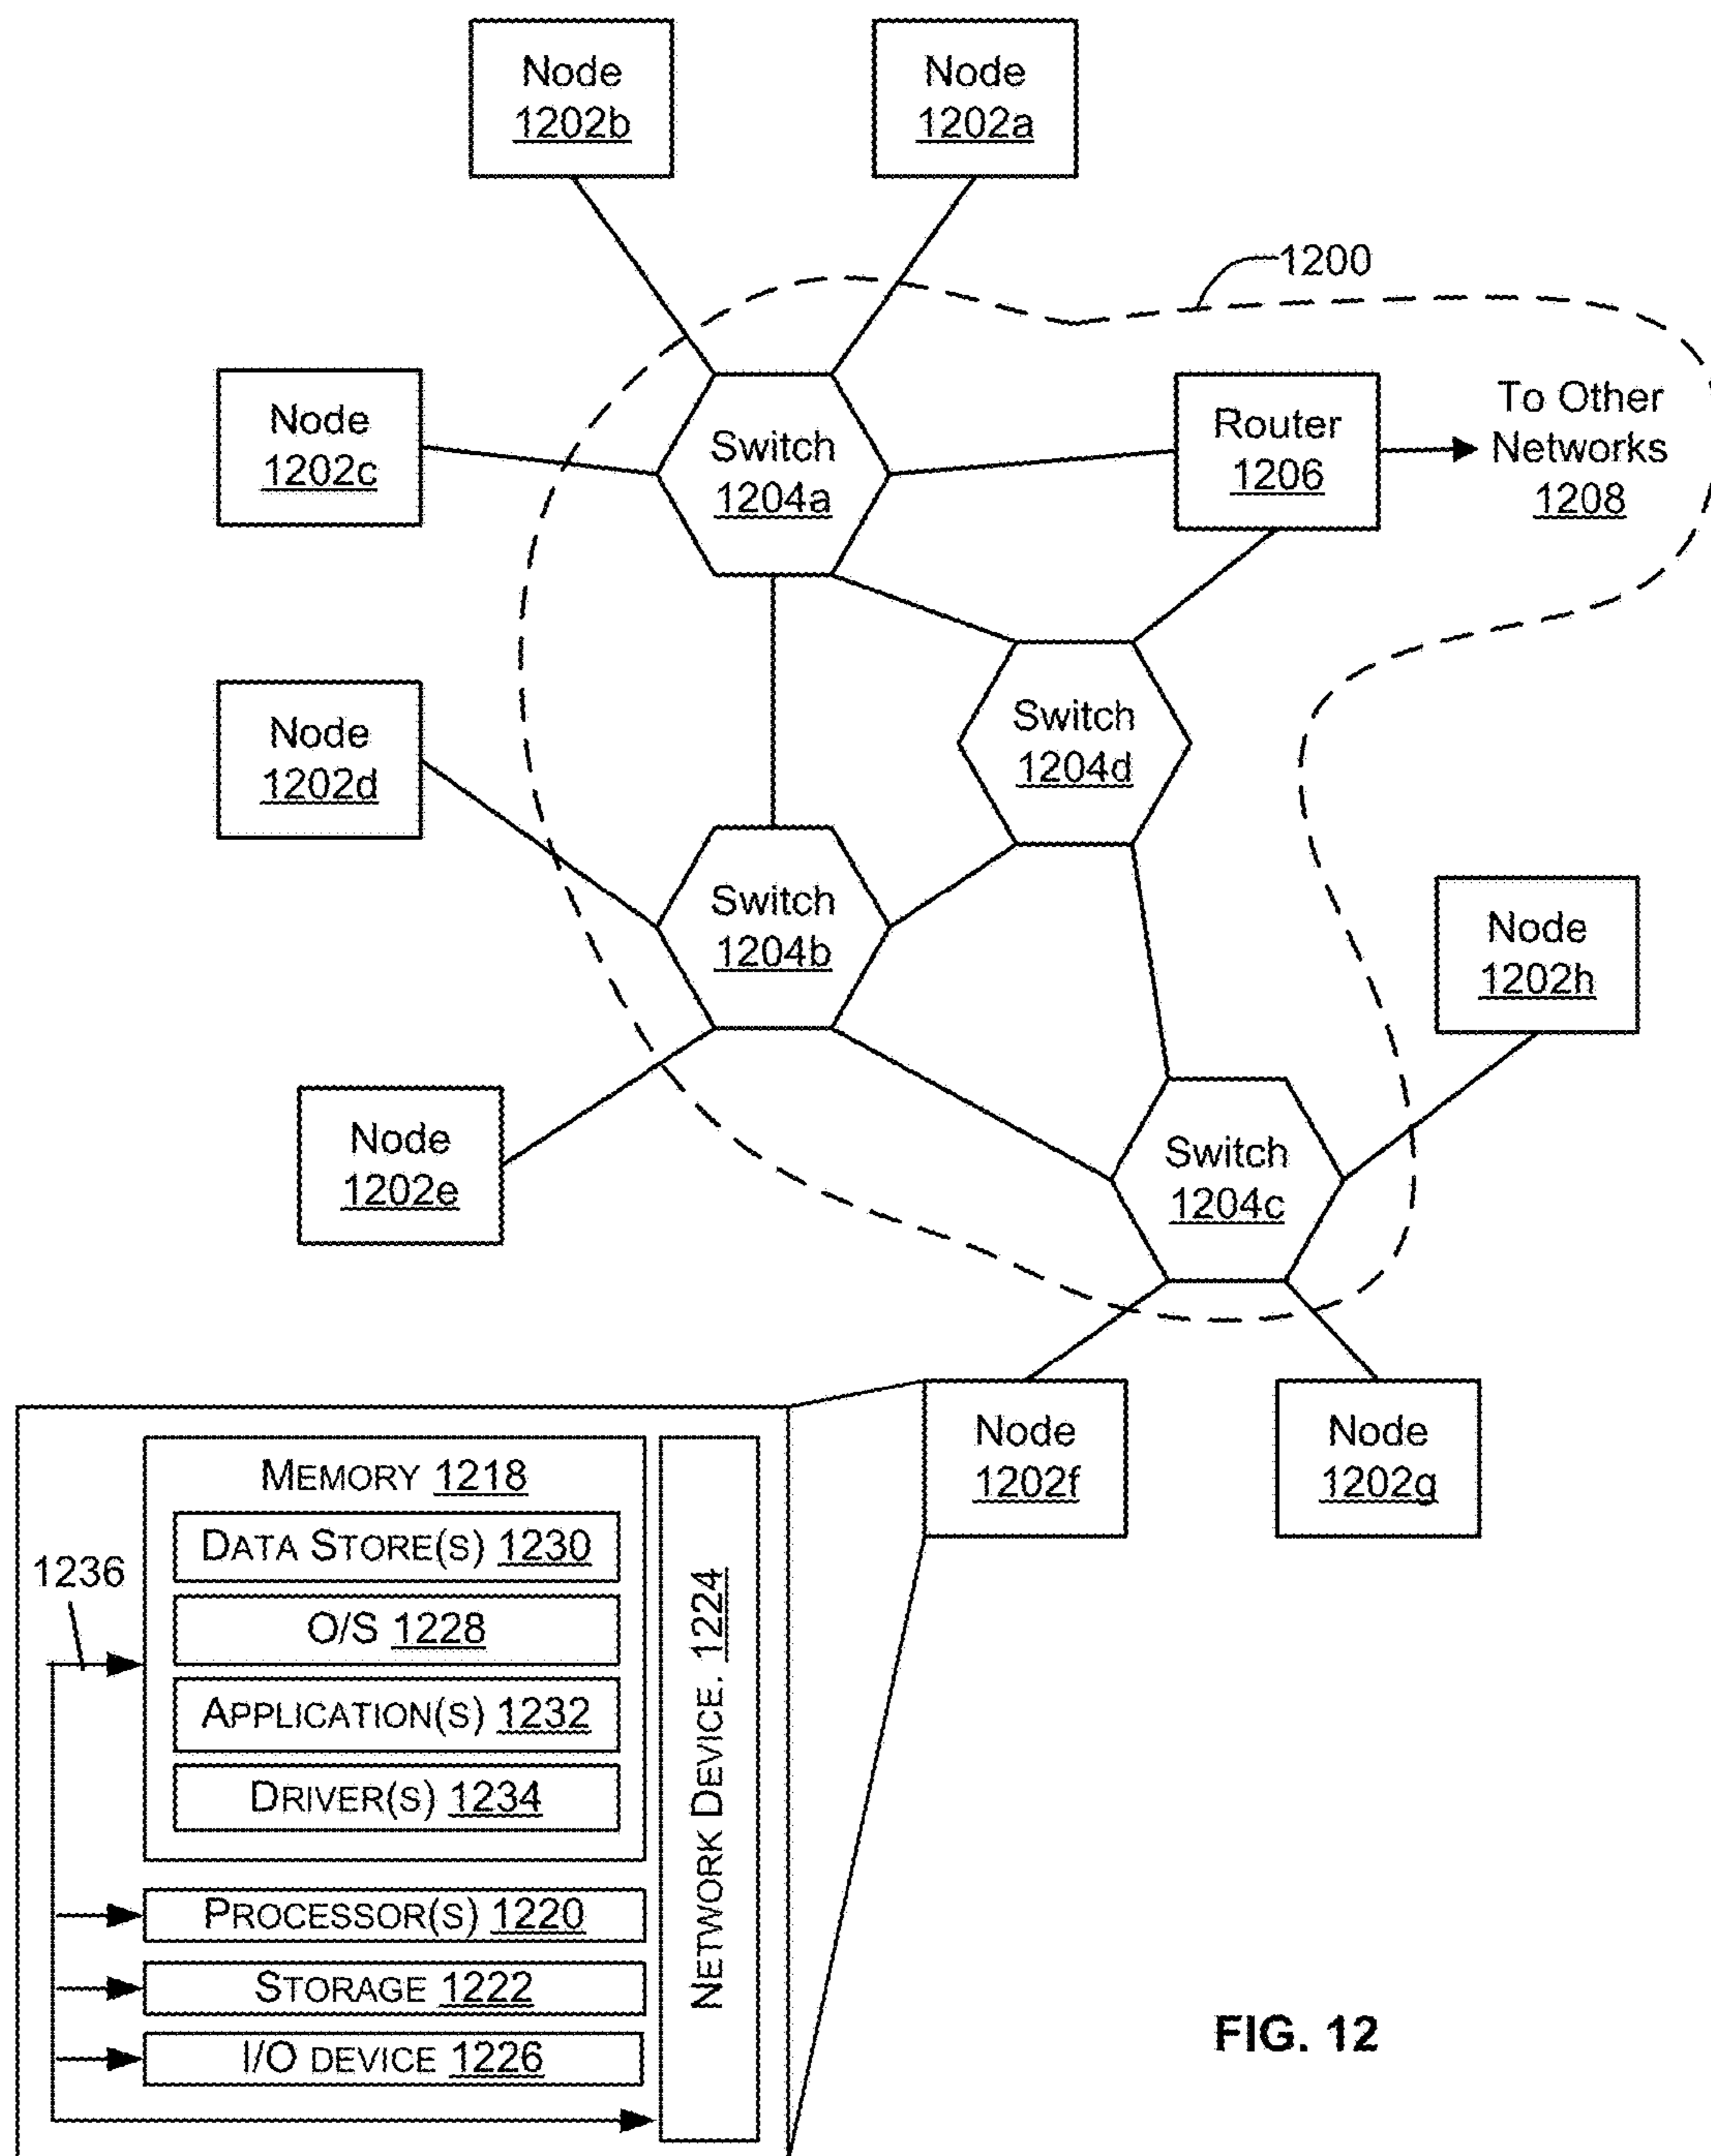 Node
1202b
Node
1202a
1200
Node
1202c
Switch
1204a
Router
1206
To Other
Networks
1208
Node
1202d
Switch
1204d
Switch
1204b
Node
1202h
Node
1202e
Switch
1204c
Node
1202f
Node
1202g
MEMORY 1218
DATA STORE(S) 1230
1236
O/S 1228
APPLICATION(S) 1232
DRIVER(S) 1234
NETWORK DEVICE. 1224
PROCESSOR(S) 1220
STORAGE 1222
I/O DEVICE 1226
FIG. 12